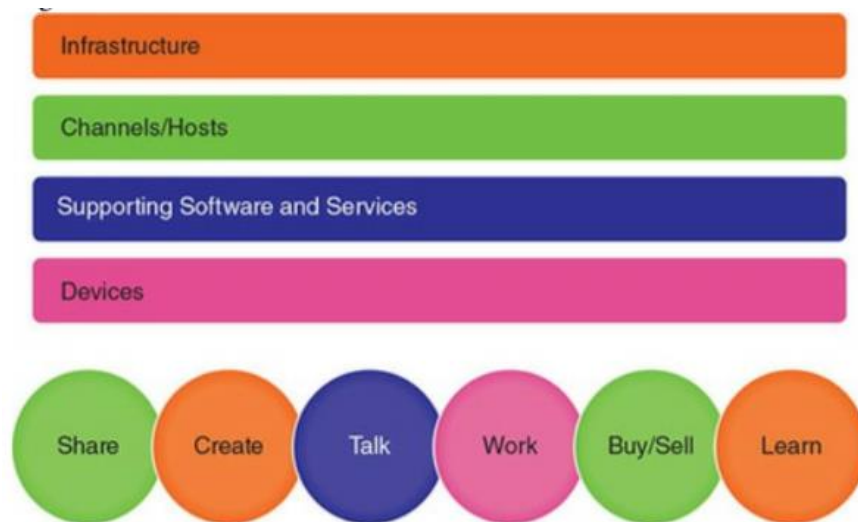 Infrastructure
Channels/Hosts
Supporting Software and Services
Devices
Share Create Talk Work Buy/Sell Learn